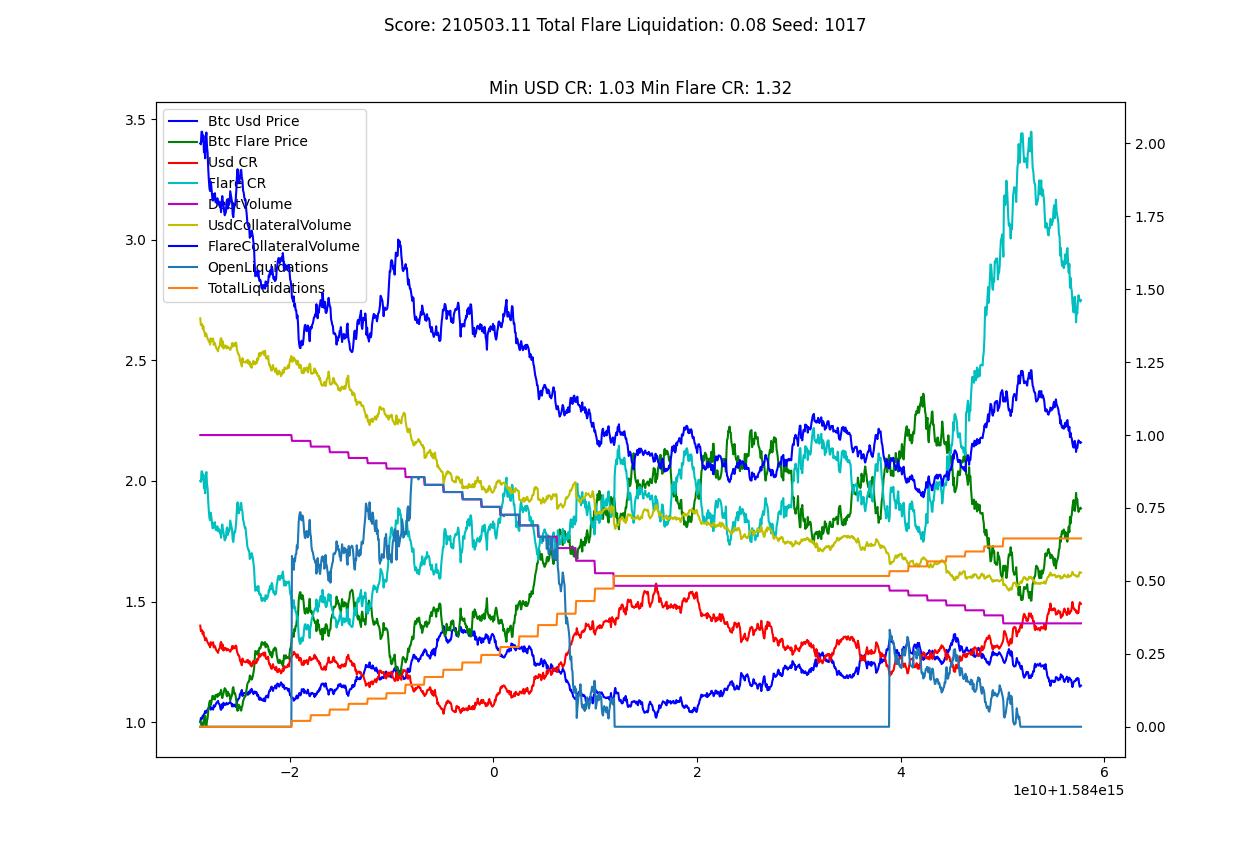 Score: 210503.11 Total Flare Liquidation: 0.08 Seed: 1017
Min USD CR: 1.03 Min Flare CR: 1.32
Btc Usd Price
Btc Flare Price
Usd CR
Flare CR
DebtVolume
UsdCollateralVolume
FlareCollateralVolume
OpenLiquidations
TotalLiquidations
3.5
3.0
2.5
2.0
1.5
1.0
2.00
1.75
1.50
1.25
1.00
0.75
0.50
0.25
0.00
−2
0
2
4
6
1e10+1.584e15